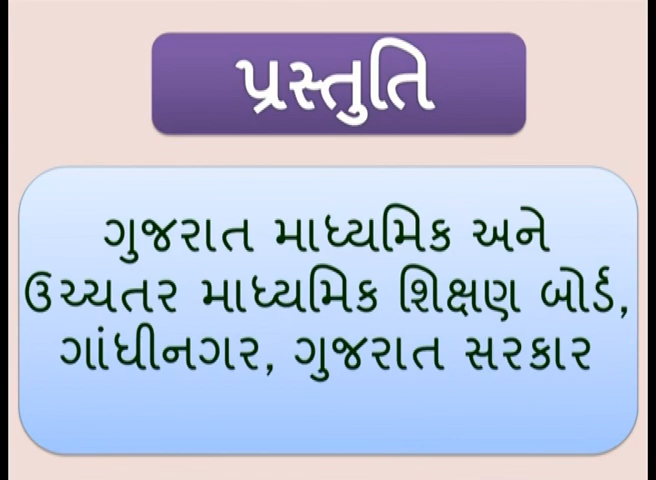 પ્રસ્તુતિ
ગુજરાત માધ્યમિક અને
ઉચ્ચતર માધ્યમિક શિક્ષણ બોર્ડ,
ગાંધીનગર, ગુજરાત સરકાર